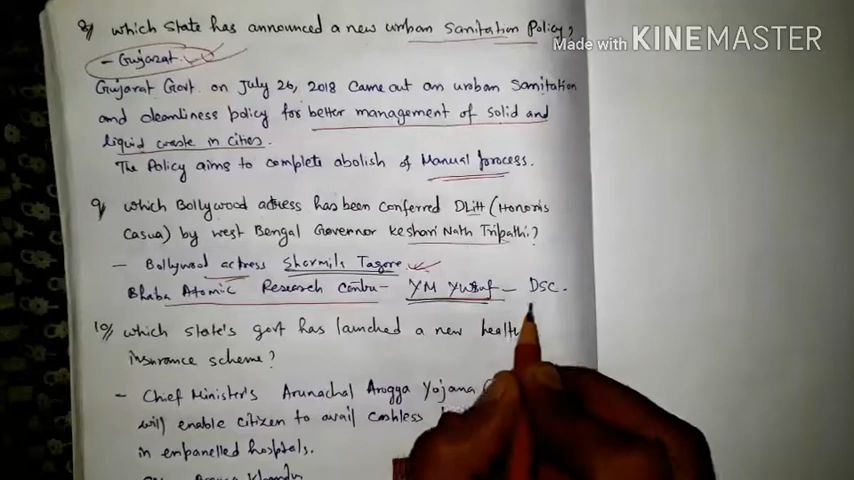 8) which State has announced a new urban Sanitation Policy?
Made with KINEMASTER
- Gujarat
Gujarat Govt on July 26, 2018 Came out an urban Sanitation
and cleanliness policy for better management of solid and
liquid waste in cities.
The Policy aims to complete abolish of Manual process.
9) which Bollywood actress has been conferred DLitt (Honoris
Casua) by west Bengal Governor Keshari Nath Tripathi?
- Bollywood actress Sharmila Tagore
Bhaba Atomic Research Centre - YM Yusuf - DSC.
10) which state's govt has launched a new health
insurance scheme?
- Chief Minister's Arunachal Arogya Yojana (
will enable citizen to avail cashless
in empanelled hospitals.